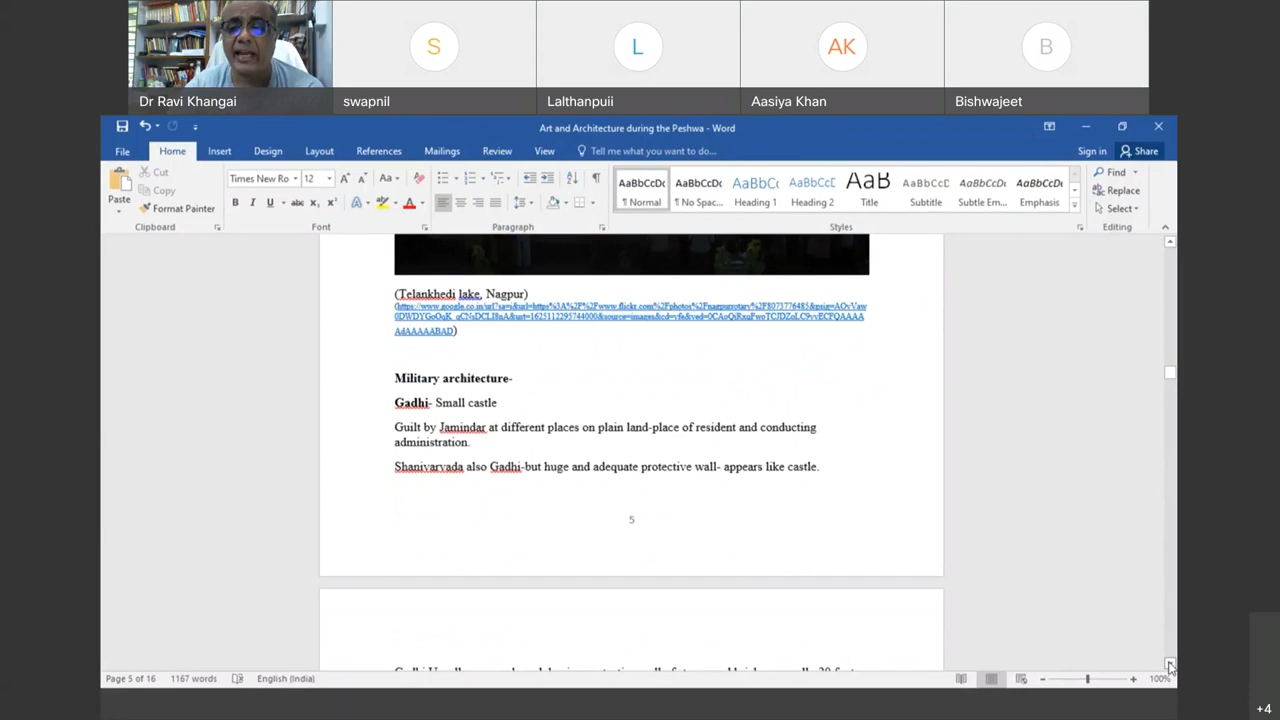 S
L
AK
B
Dr Ravi Khangai
swapnil
Lalthanpuii
Aasiya Khan
Bishwajeet
Art and Architecture during the Peshwa - Word
File
Home
Insert
Design
Layout
References
Mailings
Review
View
Tell me what you want to do...
Sign in
Share
Paste
Cut
Copy
Format Painter
Clipboard
Times New Ro
12
Font
Paragraph
AaBbCcDc
¶ Normal
AaBbCcDc
¶ No Spac...
AaBbCc
Heading 1
AaBbCcC
Heading 2
AaB
Title
AaBbCcC
Subtitle
AaBbCcDc
Subtle Em...
AaBbCcDc
Emphasis
Styles
Find
Replace
Select
Editing
(Telankhedi lake, Nagpur)
Military architecture-
Gadhi- Small castle
Guilt by Jamindar at different places on plain land-place of resident and conducting
administration.
Shanivarvada also Gadhi-but huge and adequate protective wall- appears like castle.
5
Page 5 of 16
1167 words
English (India)
100%
+4